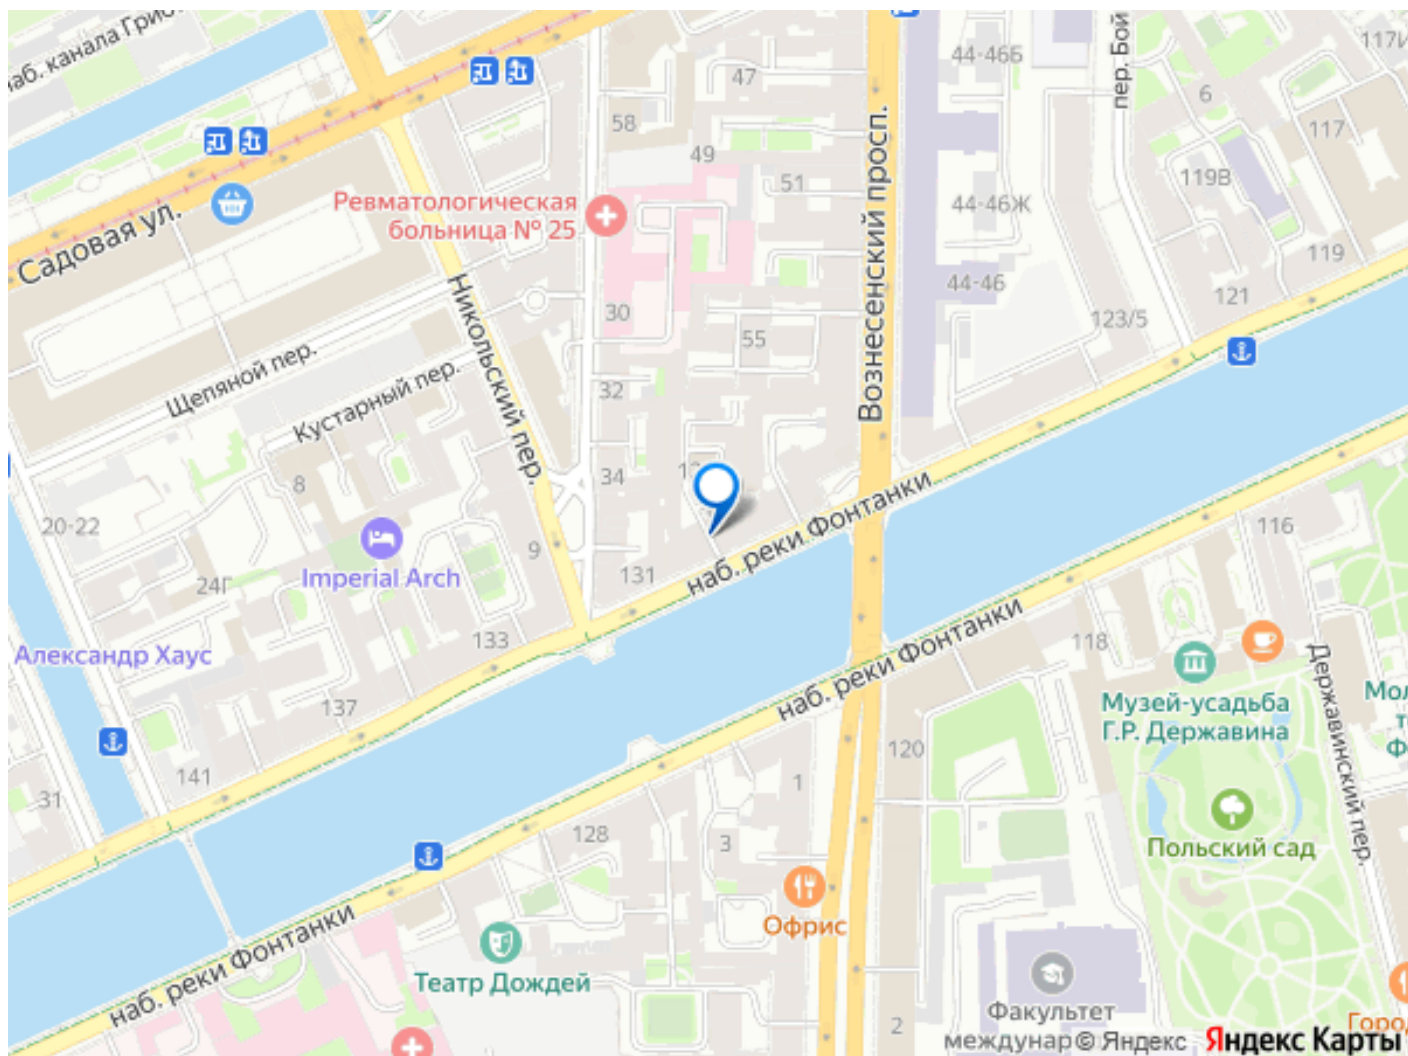 наб. канала Грибо
47
44-46Б
пер. Бой
117И
6
58
117
49
51
119В
Ревматологическая
больница № 25
44-46Ж
Садовая ул.
Вознесенский просп.
119
44-46
121
30
123/5
Никольский пер.
55
Щепяной пер.
Кустарный пер.
32
34
8
20-22
наб. реки Фонтанки
116
9
Imperial Arch
131
24Г
133
118
Александр Хаус
наб. реки Фонтанки
Державинский пер.
Музей-усадьба
Г.Р. Державина
Мол
т
Ф
137
120
141
1
31
128
3
Польский сад
Офрис
наб. реки Фонтанки
Театр Дождей
Факультет
междунар
2
Горо
© Яндекс Яндекс Карты